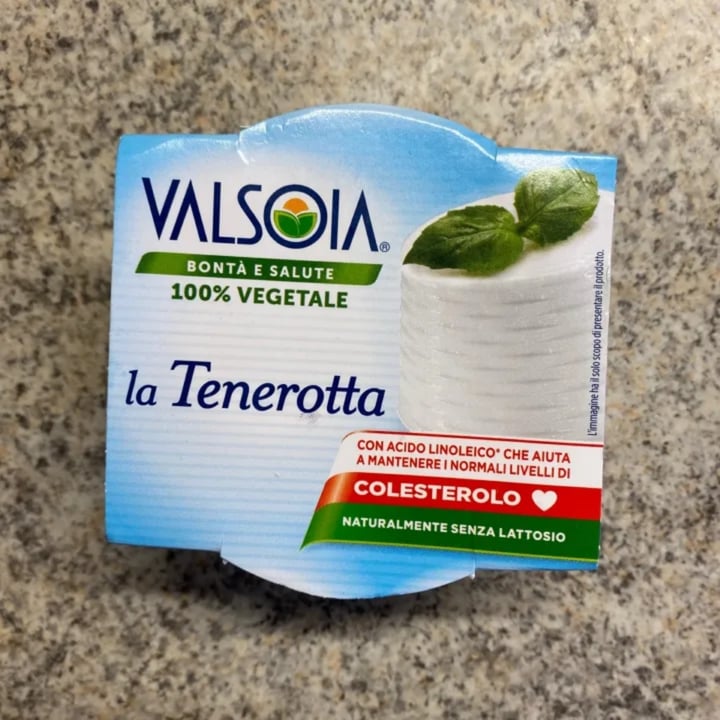 VALSOIA®
BONTÀ E SALUTE
100% VEGETALE
la Tenerotta
CON ACIDO LINOLEICO* CHE AIUTA
A MANTENERE I NORMALI LIVELLI DI
COLESTEROLO
NATURALMENTE SENZA LATTOSIO
L'immagine ha il solo scopo di presentare il prodotto.